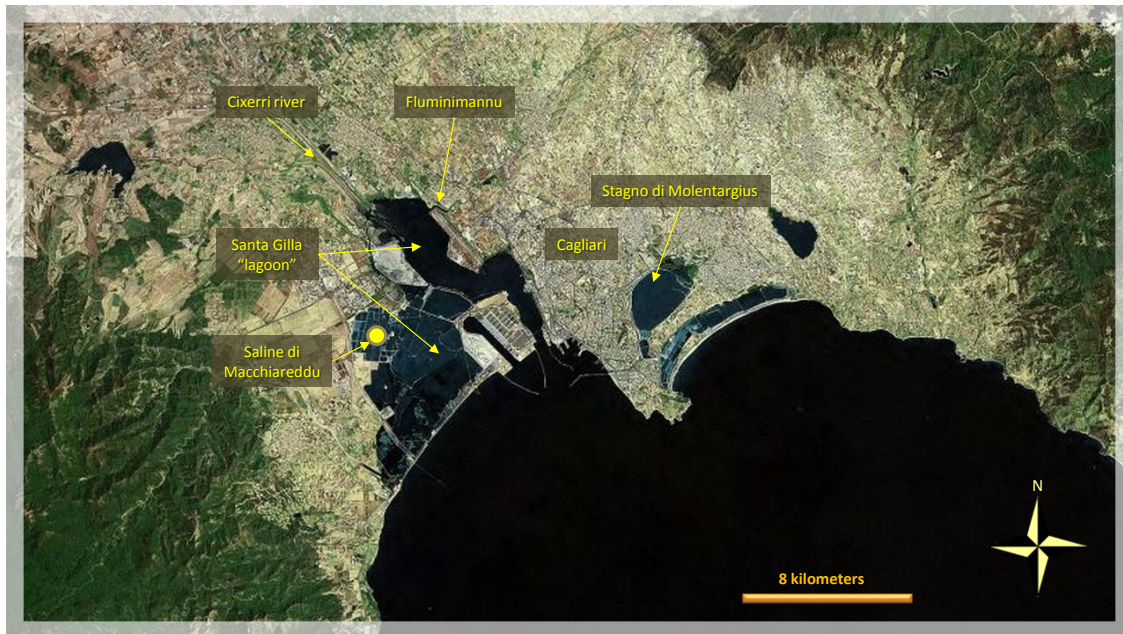 Cixerri river
Fluminimannu
Stagno di Molentargius
Santa Gilla
“lagoon”
Cagliari
Saline di
Macchiareddu
N
8 kilometers